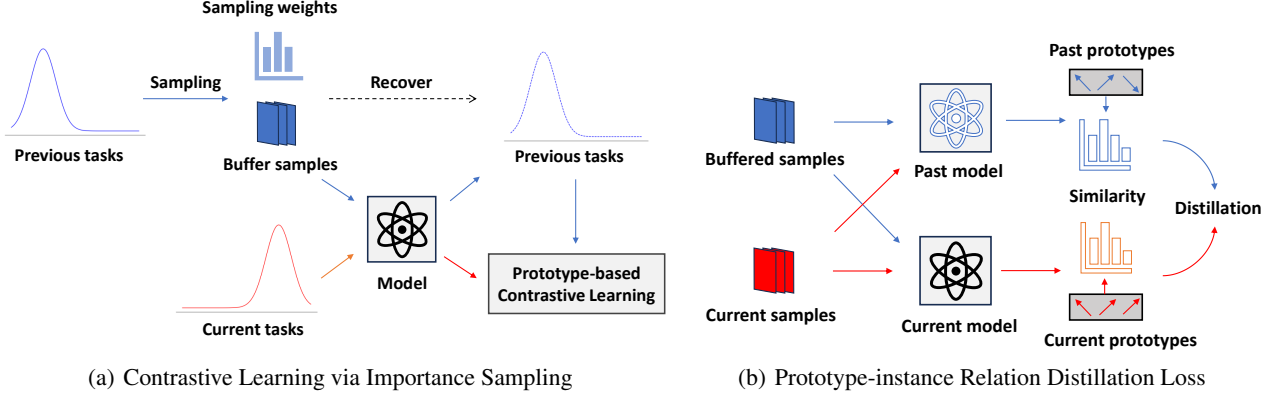 Sampling weights
Sampling
Recover
Previous tasks
Buffer samples
Previous tasks
Model
Prototype-based
Contrastive Learning
Current tasks
(a) Contrastive Learning via Importance Sampling
Past prototypes
Buffered samples
Past model
Similarity
Distillation
Current samples
Current model
Current prototypes
(b) Prototype-instance Relation Distillation Loss